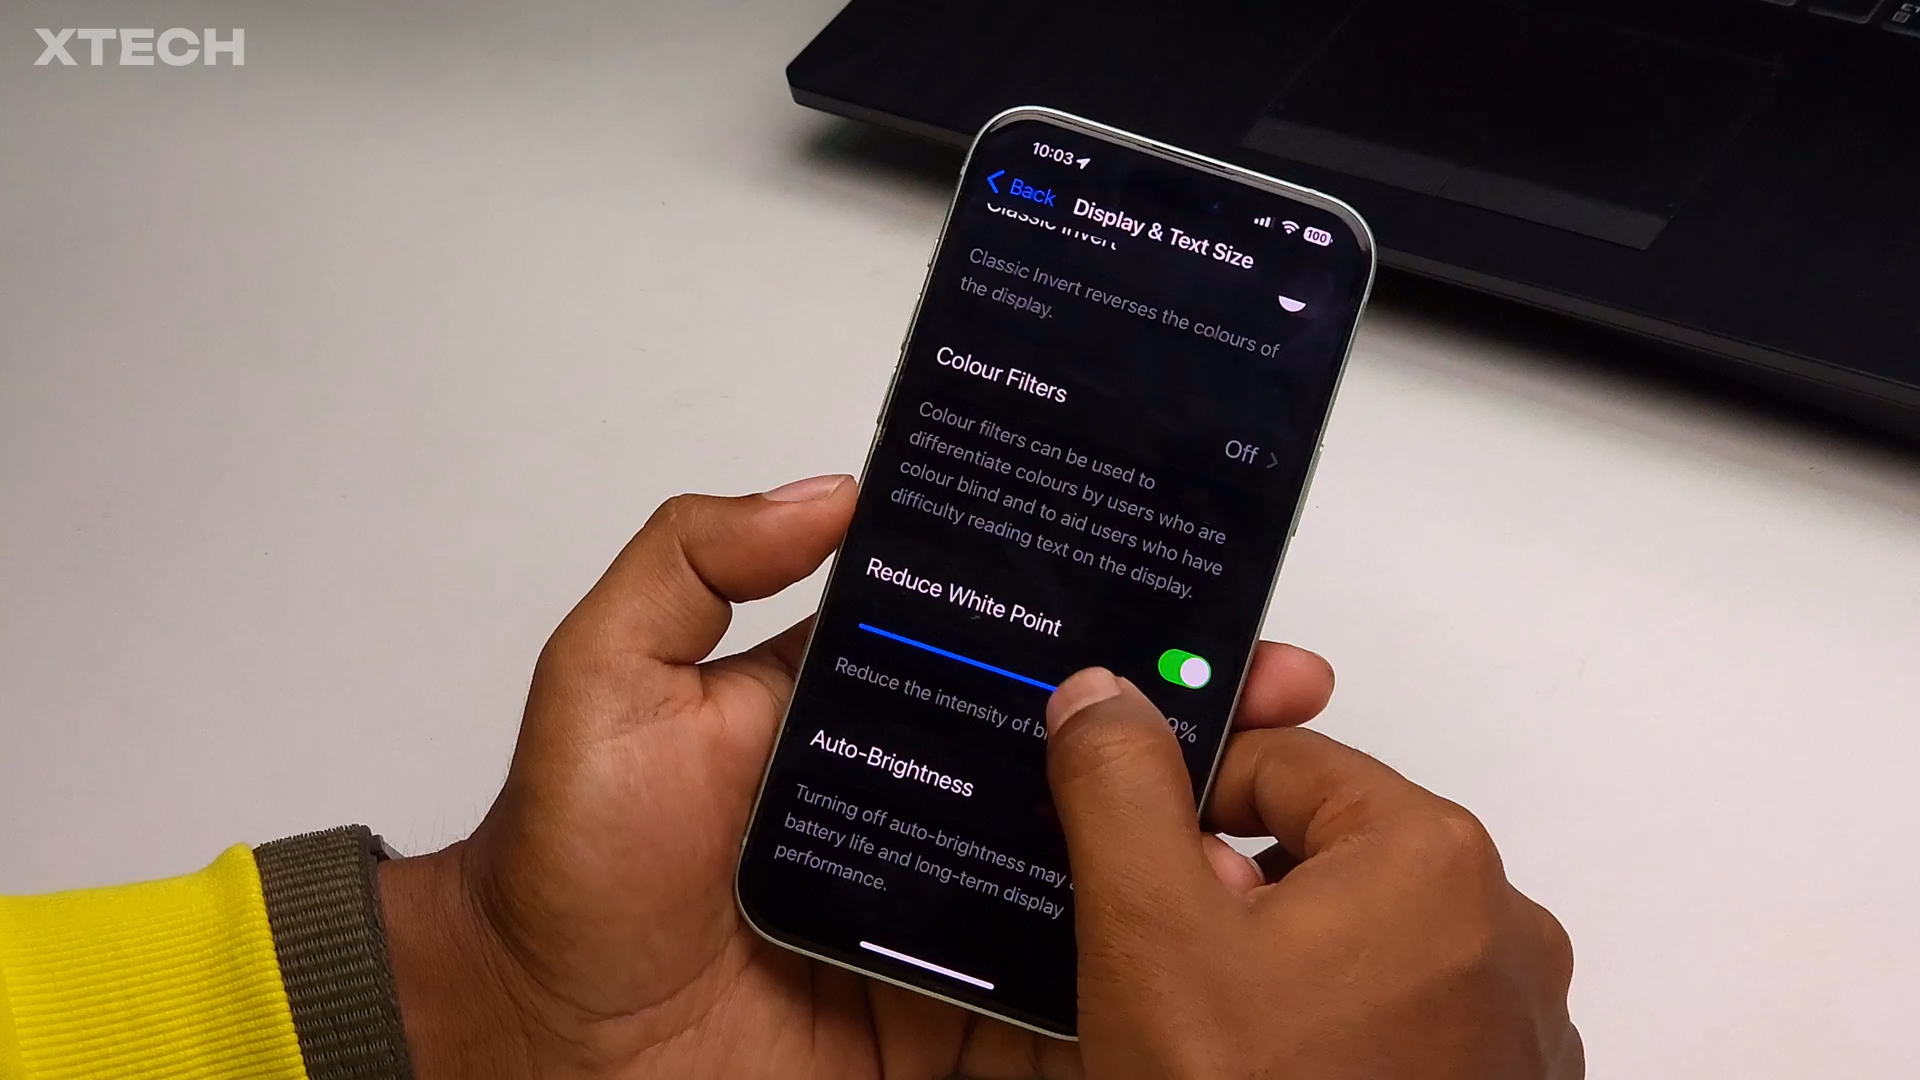 XTECH
10:03
100
Back
Display & Text Size
Classic Invert
Classic Invert reverses the colours of
the display.
Colour Filters
Off
Colour filters can be used to
differentiate colours by users who are
colour blind and to aid users who have
difficulty reading text on the display.
Reduce White Point
9%
Reduce the intensity of
Auto-Brightness
Turning off auto-brightness may
battery life and long-term display
performance.